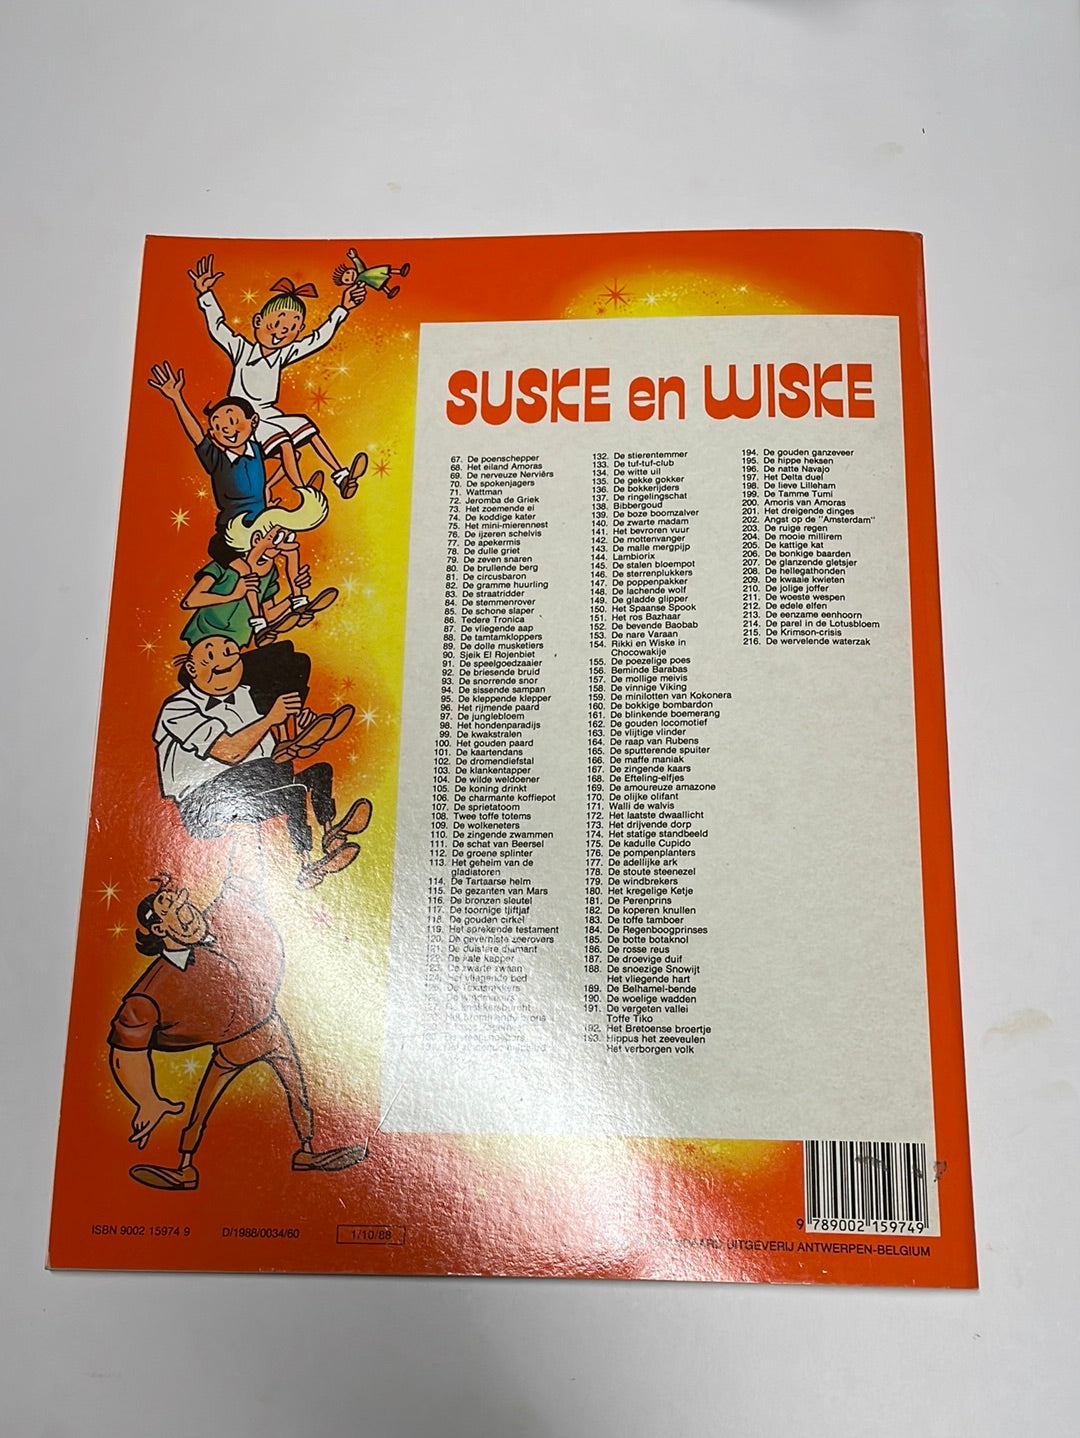 SUSKE en WISKE
67. De poenschepper
68. Het eiland Amoras
69. De nerveuze Nerviërs
70. De spokenjagers
71. Wattman
72. Jeromba de Griek
73. Het zoemende ei
74. De koddige kater
75. Het mini-mierennest
76. De ijzeren schelvis
77. De apekermis
78. De dulle griet
79. De zeven snaren
80. De brullende berg
81. De circusbaron
82. De gramme huurling
83. De straatridder
84. De stemmenrover
85. De schone slaper
86. Tedere Tronica
87. De vliegende aap
88. De tamtamkloppers
89. De dolle musketiers
90. Sjeik El Rojenbiet
91. De speelgoedzaaier
92. De briesende bruid
93. De snorrende snor
94. De sissende sampan
95. De kleppende klepper
96. Het rijmende paard
97. De junglebloem
98. Het hondenparadijs
99. De kwakstralen
100. Het gouden paard
101. De kaartendans
102. De dromendiefstal
103. De klankentapper
104. De wilde weldoener
105. De koning drinkt
106. De charmante koffiepot
107. De sprietatoom
108. Twee toffe totems
109. De wolkeneters
110. De zingende zwammen
111. De schat van Beersel
112. De groene splinter
113. Het geheim van de
gladiatoren
114. De Tartaarse helm
115. De gezanten van Mars
116. De bronzen sleutel
117. De toornige tjiftjaf
118. De gouden cirkel
119. Het sprekende testament
120. De geverniste zeerovers
121. De duistere diamant
122. De kale kapper
123. De zwarte zwaan
124. Het vliegende bed
132. De stierentemmer
133. De tuf-tuf-club
134. De witte uil
135. De gekke gokker
136. De bokkerijders
137. De ringelingschat
138. Bibbergoud
139. De boze boomzalver
140. De zwarte madam
141. Het bevroren vuur
142. De mottenvanger
143. De malle mergpijp
144. Lambiorix
145. De stalen bloempot
146. De sterrenplukkers
147. De poppenpakker
148. De lachende wolf
149. De gladde glipper
150. Het Spaanse Spook
151. Het ros Bazhaar
152. De bevende Baobab
153. De nare Varaan
154. Rikki en Wiske in
Chocowakije
155. De poezelige poes
156. Beminde Barabas
157. De mollige meivis
158. De vinnige Viking
159. De minilotten van Kokonera
160. De bokkige bombardon
161. De blinkende boemerang
162. De gouden locomotief
163. De vlijtige vlinder
164. De raap van Rubens
165. De sputterende spuiter
166. De maffe maniak
167. De zingende kaars
168. De Efteling-elfjes
169. De amoureuze amazone
170. De olijke olifant
171. Walli de walvis
172. Het laatste dwaallicht
173. Het drijvende dorp
174. Het statige standbeeld
175. De kadulle Cupido
176. De pompenplanters
177. De adellijke ark
178. De stoute steenezel
179. De windbrekers
180. Het kregelige Ketje
181. De Perenprins
182. De koperen knullen
183. De toffe tamboer
184. De Regenboogprinses
185. De botte botaknol
186. De rosse reus
187. De droevige duif
188. De snoezige Snowijt
Het vliegende hart
189. De Belhamel-bende
190. De woelige wadden
191. De vergeten vallei
Toffe Tiko
192. Het Bretoense broertje
193. Hippus het zeeveulen
Het verborgen volk
194. De gouden ganzeveer
195. De hippe heksen
196. De natte Navajo
197. Het Delta duel
198. De lieve Lilleham
199. De Tamme Tumi
200. Amoris van Amoras
201. Het dreigende dinges
202. Angst op de "Amsterdam"
203. De ruige regen
204. De mooie millirem
205. De kattige kat
206. De bonkige baarden
207. De glanzende gletsjer
208. De hellegathonden
209. De kwaaie kwieten
210. De jolige joffer
211. De woeste wespen
212. De edele elfen
213. De eenzame eenhoorn
214. De parel in de Lotusbloem
215. De Krimson-crisis
216. De wervelende waterzak
9 789002 159749
ISBN 9002 15974 9 D/1988/0034/60 1/10/88
UITGEVERIJ ANTWERPEN-BELGIUM